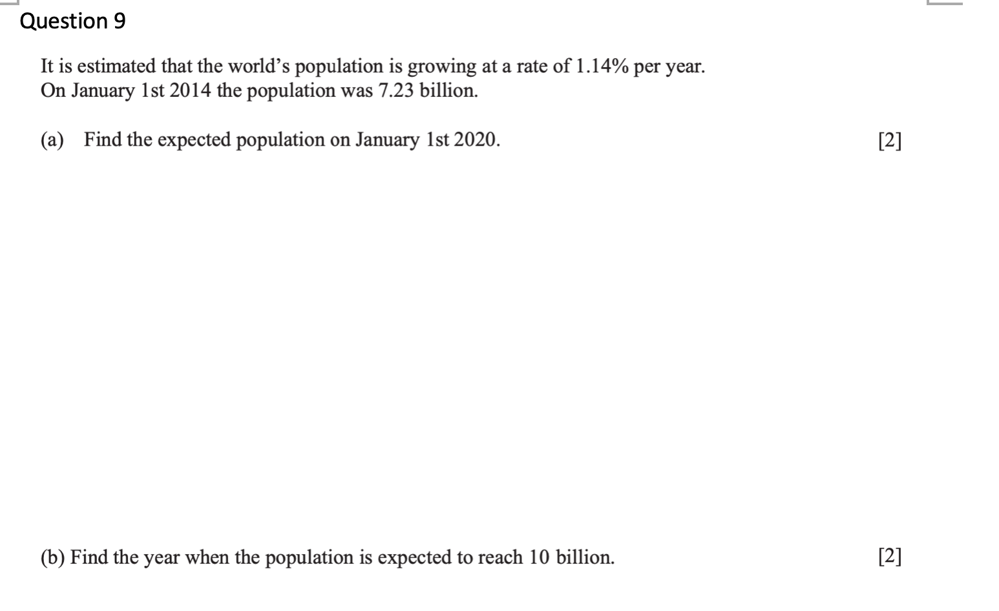 Question 9
It is estimated that the world’s population is growing at a rate of 1.14% per year.
On January 1st 2014 the population was 7.23 billion.
(a) Find the expected population on January 1st 2020. [2]
(b) Find the year when the population is expected to reach 10 billion. [2]